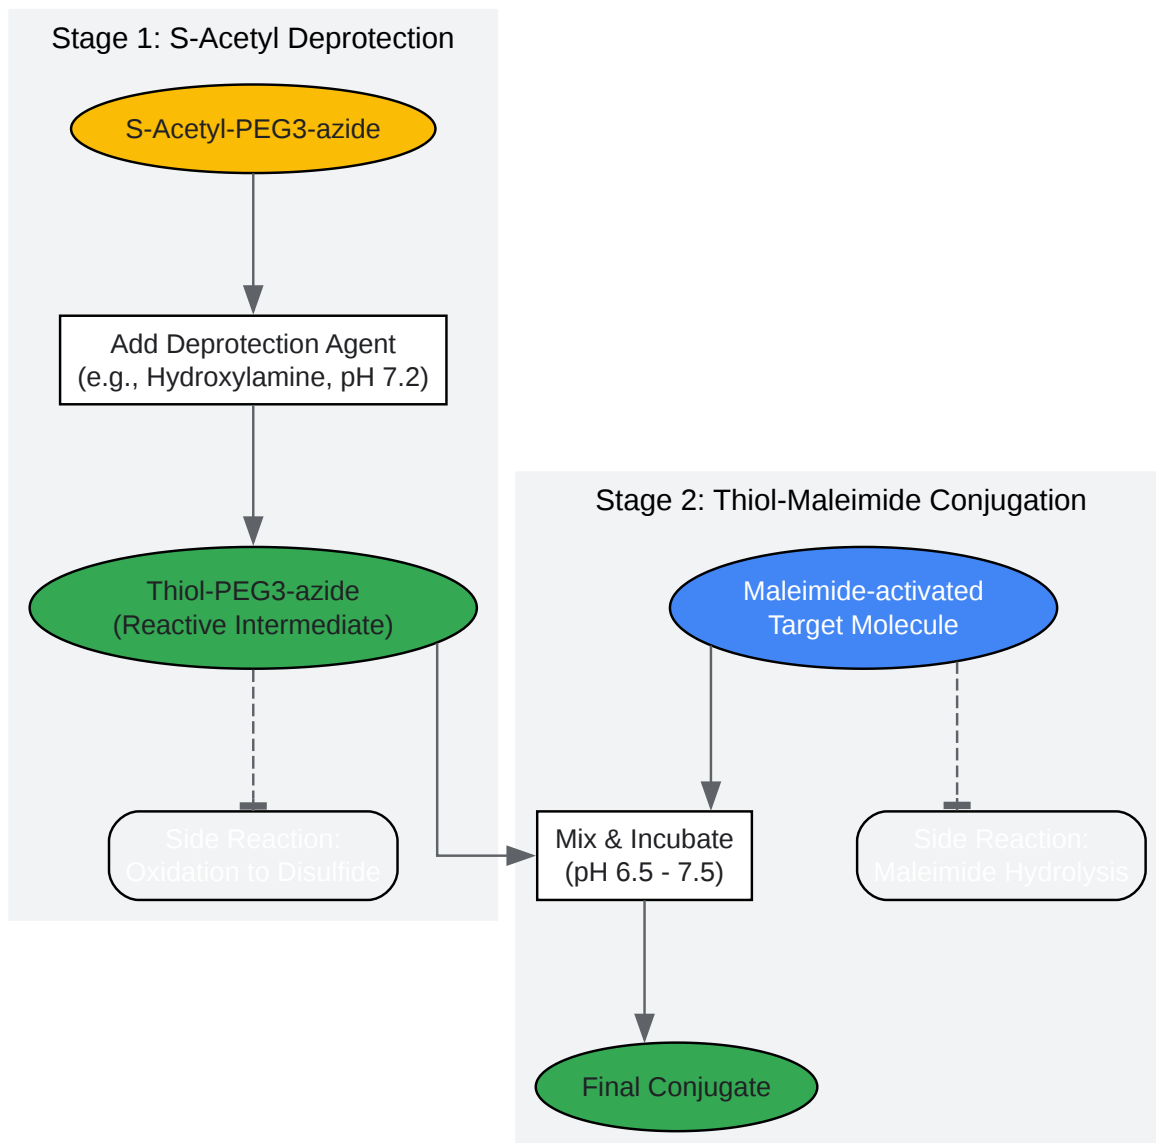 Stage 1: S-Acetyl Deprotection
S-Acetyl-PEG3-azide
Add Deprotection Agent
(e.g., Hydroxylamine, pH 7.2)
Thiol-PEG3-azide
(Reactive Intermediate)
Side Reaction:
Oxidation to Disulfide
Stage 2: Thiol-Maleimide Conjugation
Maleimide-activated
Target Molecule
Mix & Incubate
(pH 6.5 - 7.5)
Side Reaction:
Maleimide Hydrolysis
Final Conjugate